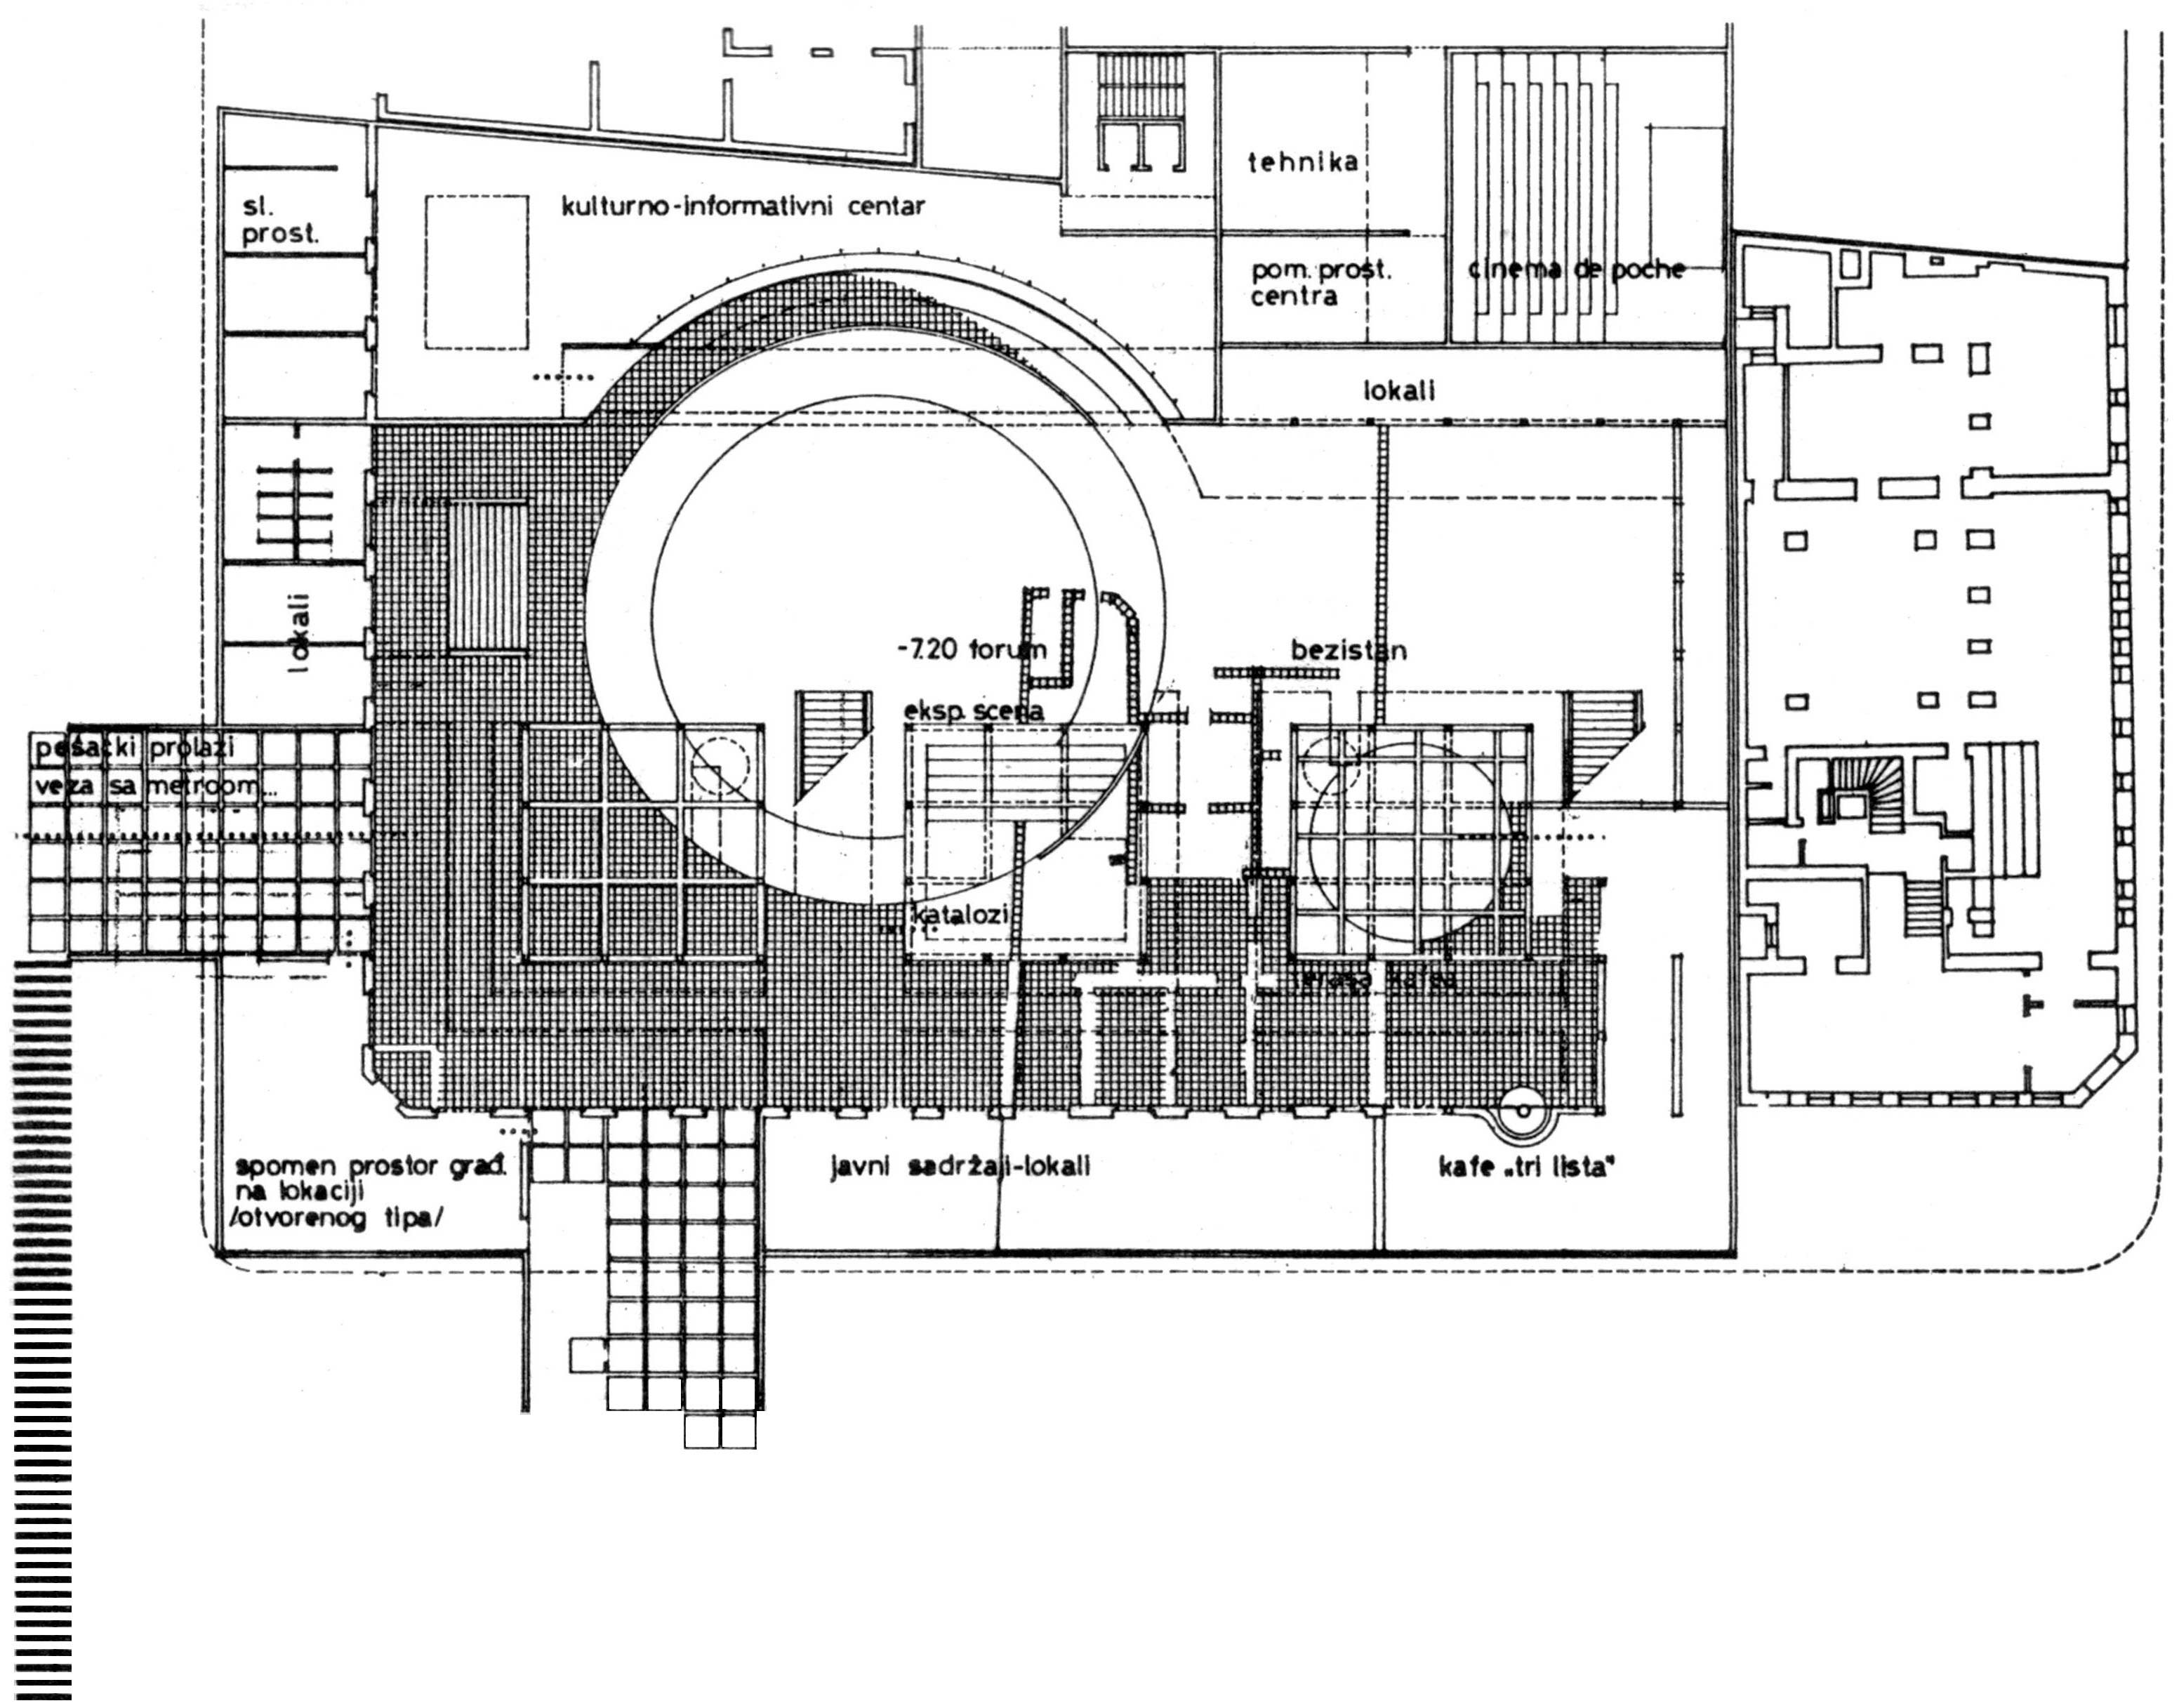 tehnika
sl.
prost.
kulturno-informativni centar
pom. prost.
centra
cinema de poche
lokali
lokali
-7.20 forum
bezistan
eksp. scena
pešački prolazi
veza sa metroom...
katalozi
terasa kafea
spomen prostor građ.
na lokaciji
/otvorenog tipa/
javni sadržaji-lokali
kafe „tri lista"